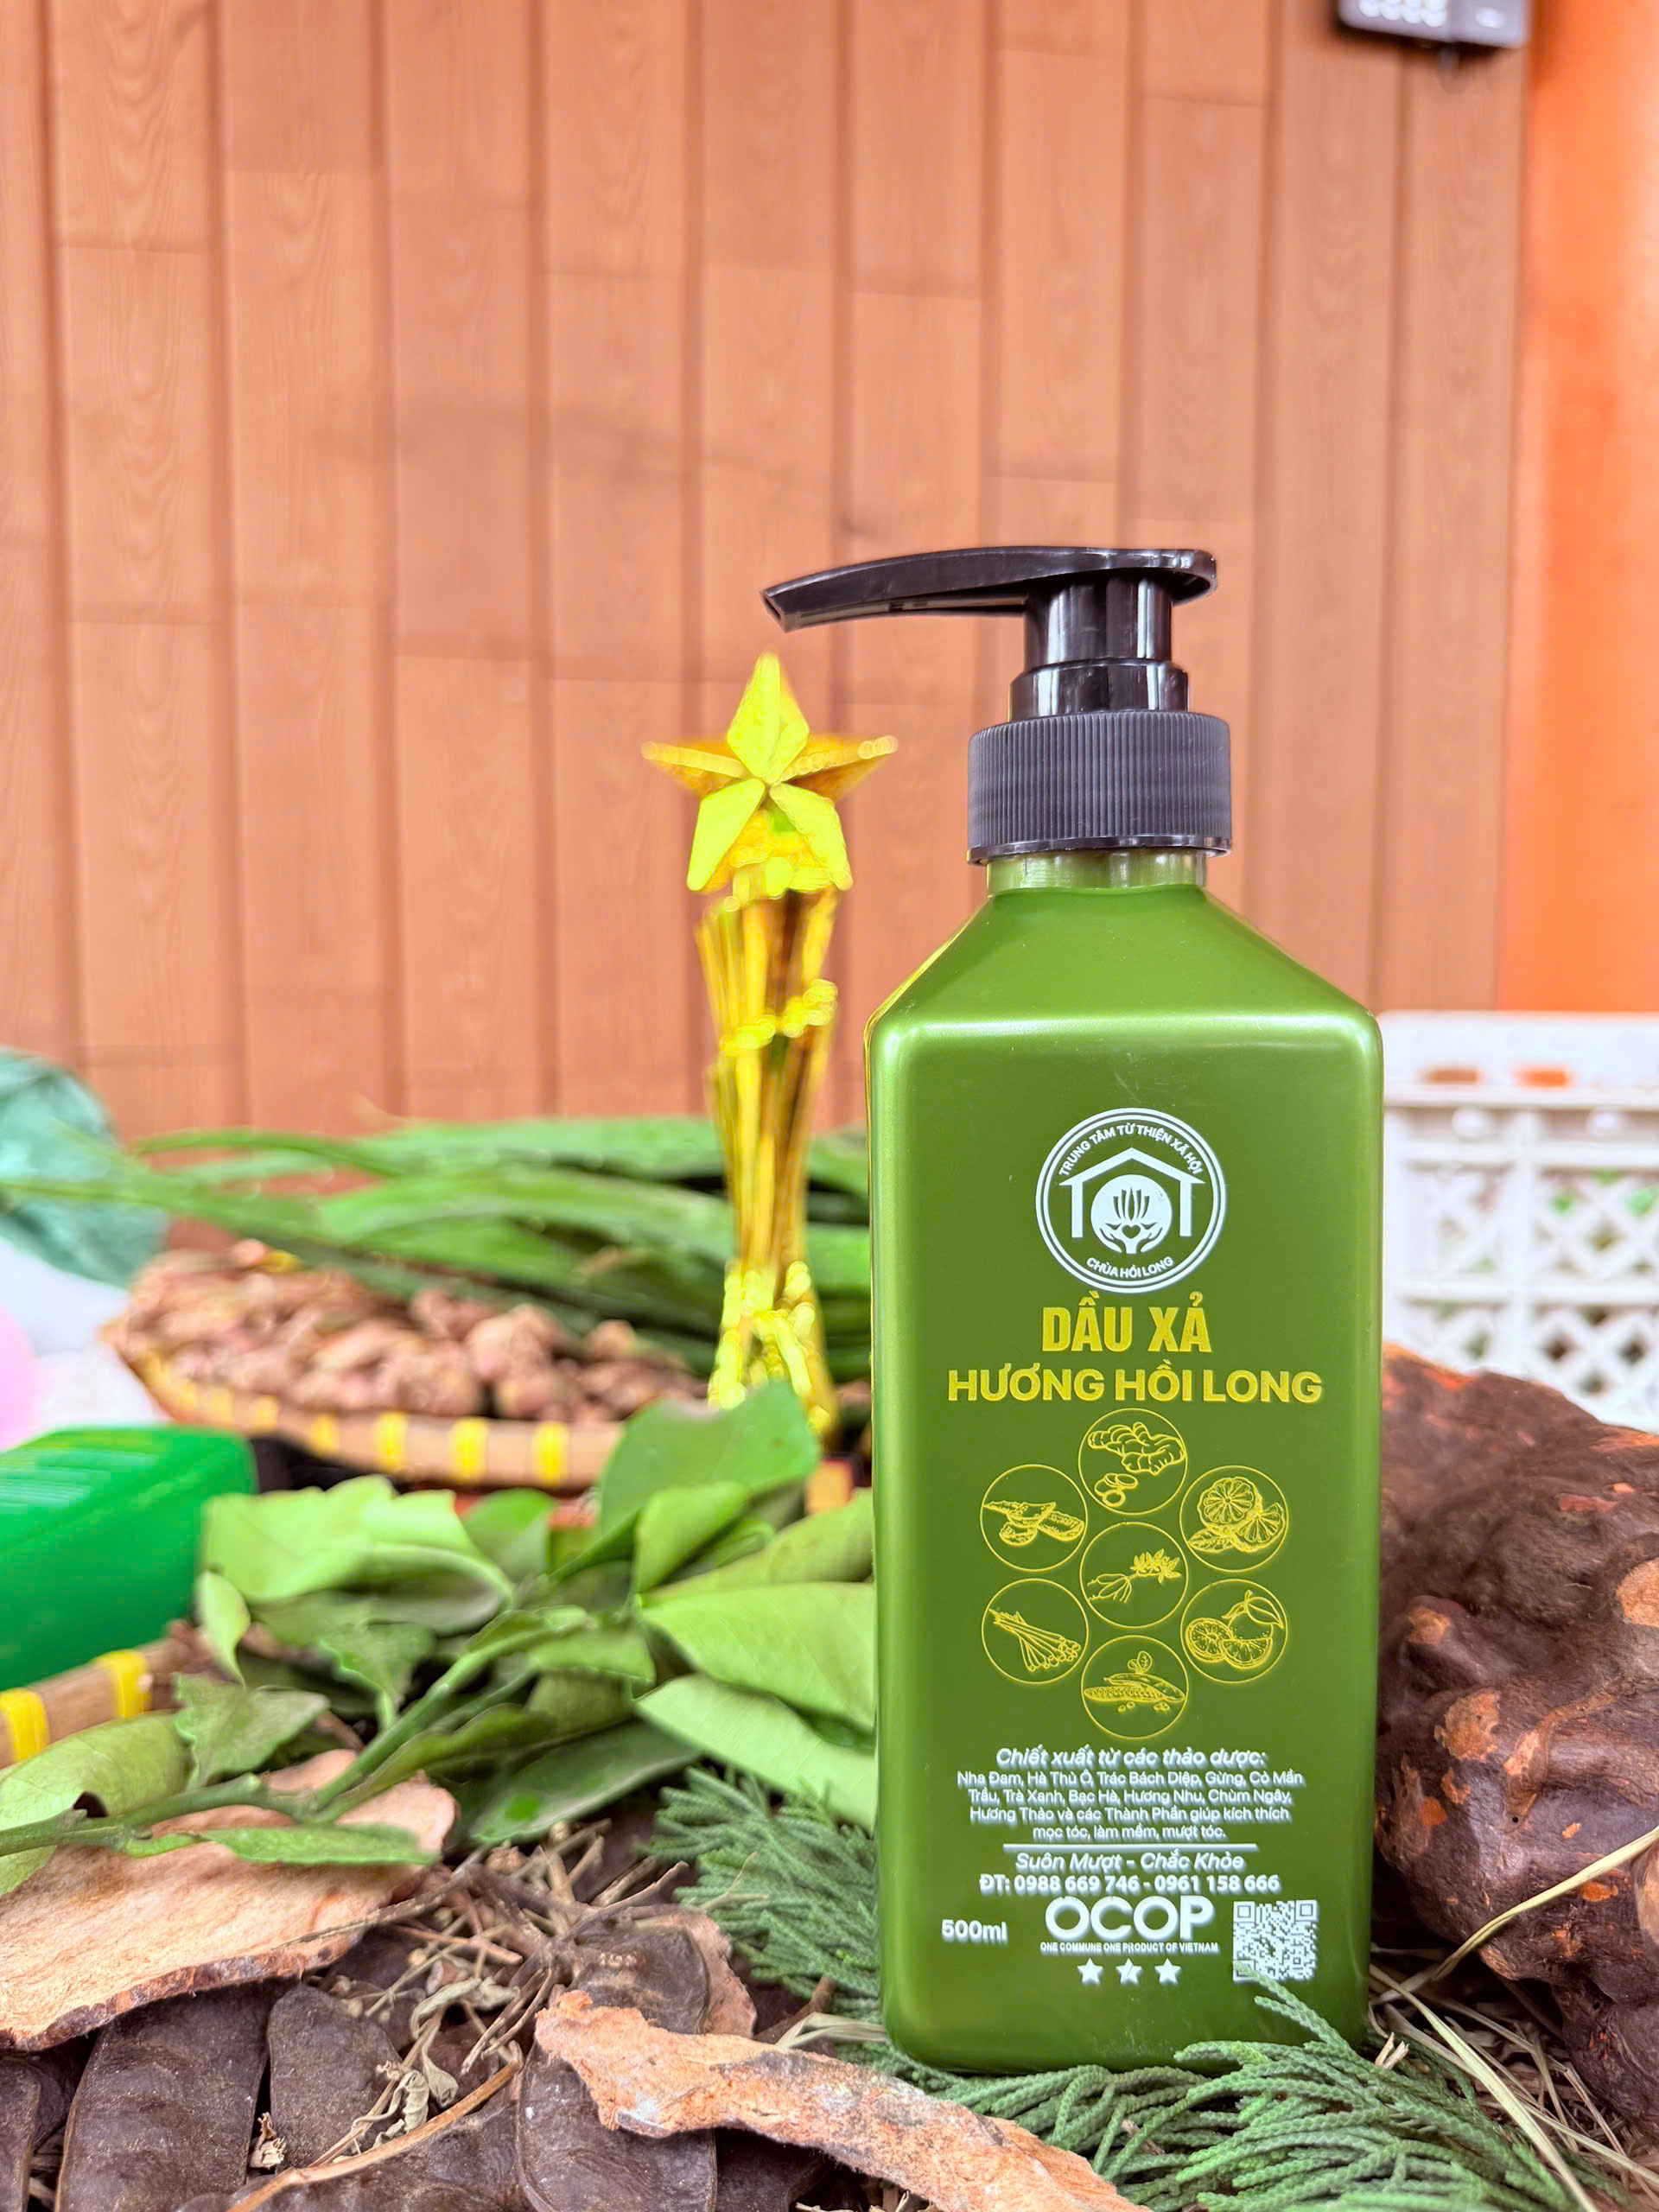 TRUNG TÂM TỪ THIỆN XÃ HỘI
CHÙA HỒI LONG
DẦU XẢ
HƯƠNG HỒI LONG
Chiết xuất từ các thảo dược:
Nha Đam, Hà Thủ Ô, Trác Bách Diệp, Gừng, Cỏ Mần
Trầu, Trà Xanh, Bạc Hà, Hương Nhu, Chùm Ngây,
Hương Thảo và các Thành Phần giúp kích thích
mọc tóc, làm mềm, mượt tóc.
Suôn Mượt - Chắc Khỏe
ĐT: 0988 669 746 - 0961 158 666
500ml
OCOP
ONE COMMUNE ONE PRODUCT OF VIETNAM